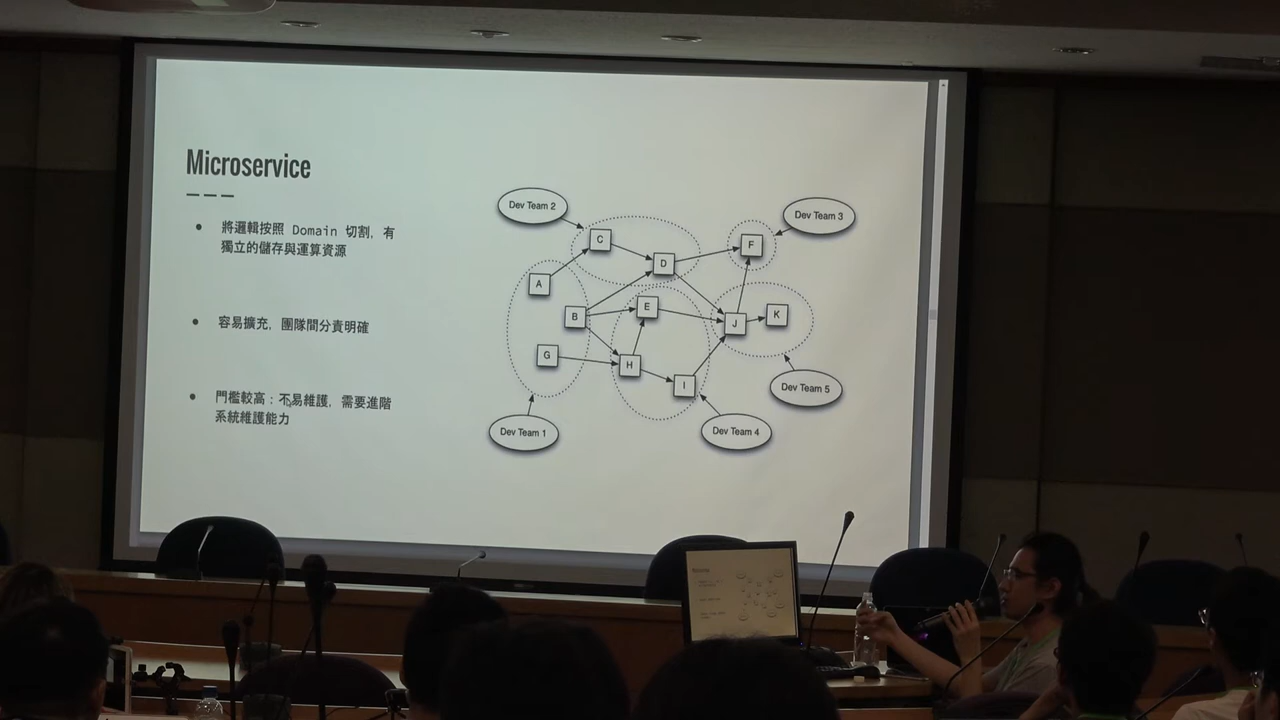 Microservice
將邏輯按照 Domain 切割, 有
獨立的儲存與運算資源
容易擴充, 團隊間分責明確
門檻較高：不易維護, 需要進階
系統維護能力
Dev Team 2
Dev Team 3
C
F
D
A
E
B
J
K
G
H
I
Dev Team 5
Dev Team 1
Dev Team 4